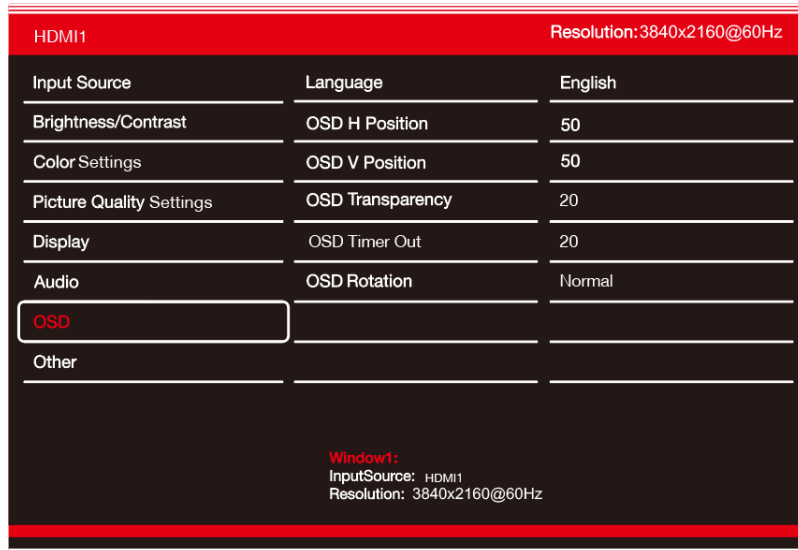 HDMI1 Resolution:3840x2160@60Hz
Input Source Language English
Brightness/Contrast OSD H Position 50
Color Settings OSD V Position 50
Picture Quality Settings OSD Transparency 20
Display OSD Timer Out 20
Audio OSD Rotation Normal
OSD
Other
Window1:
InputSource: HDMI1
Resolution: 3840x2160@60Hz